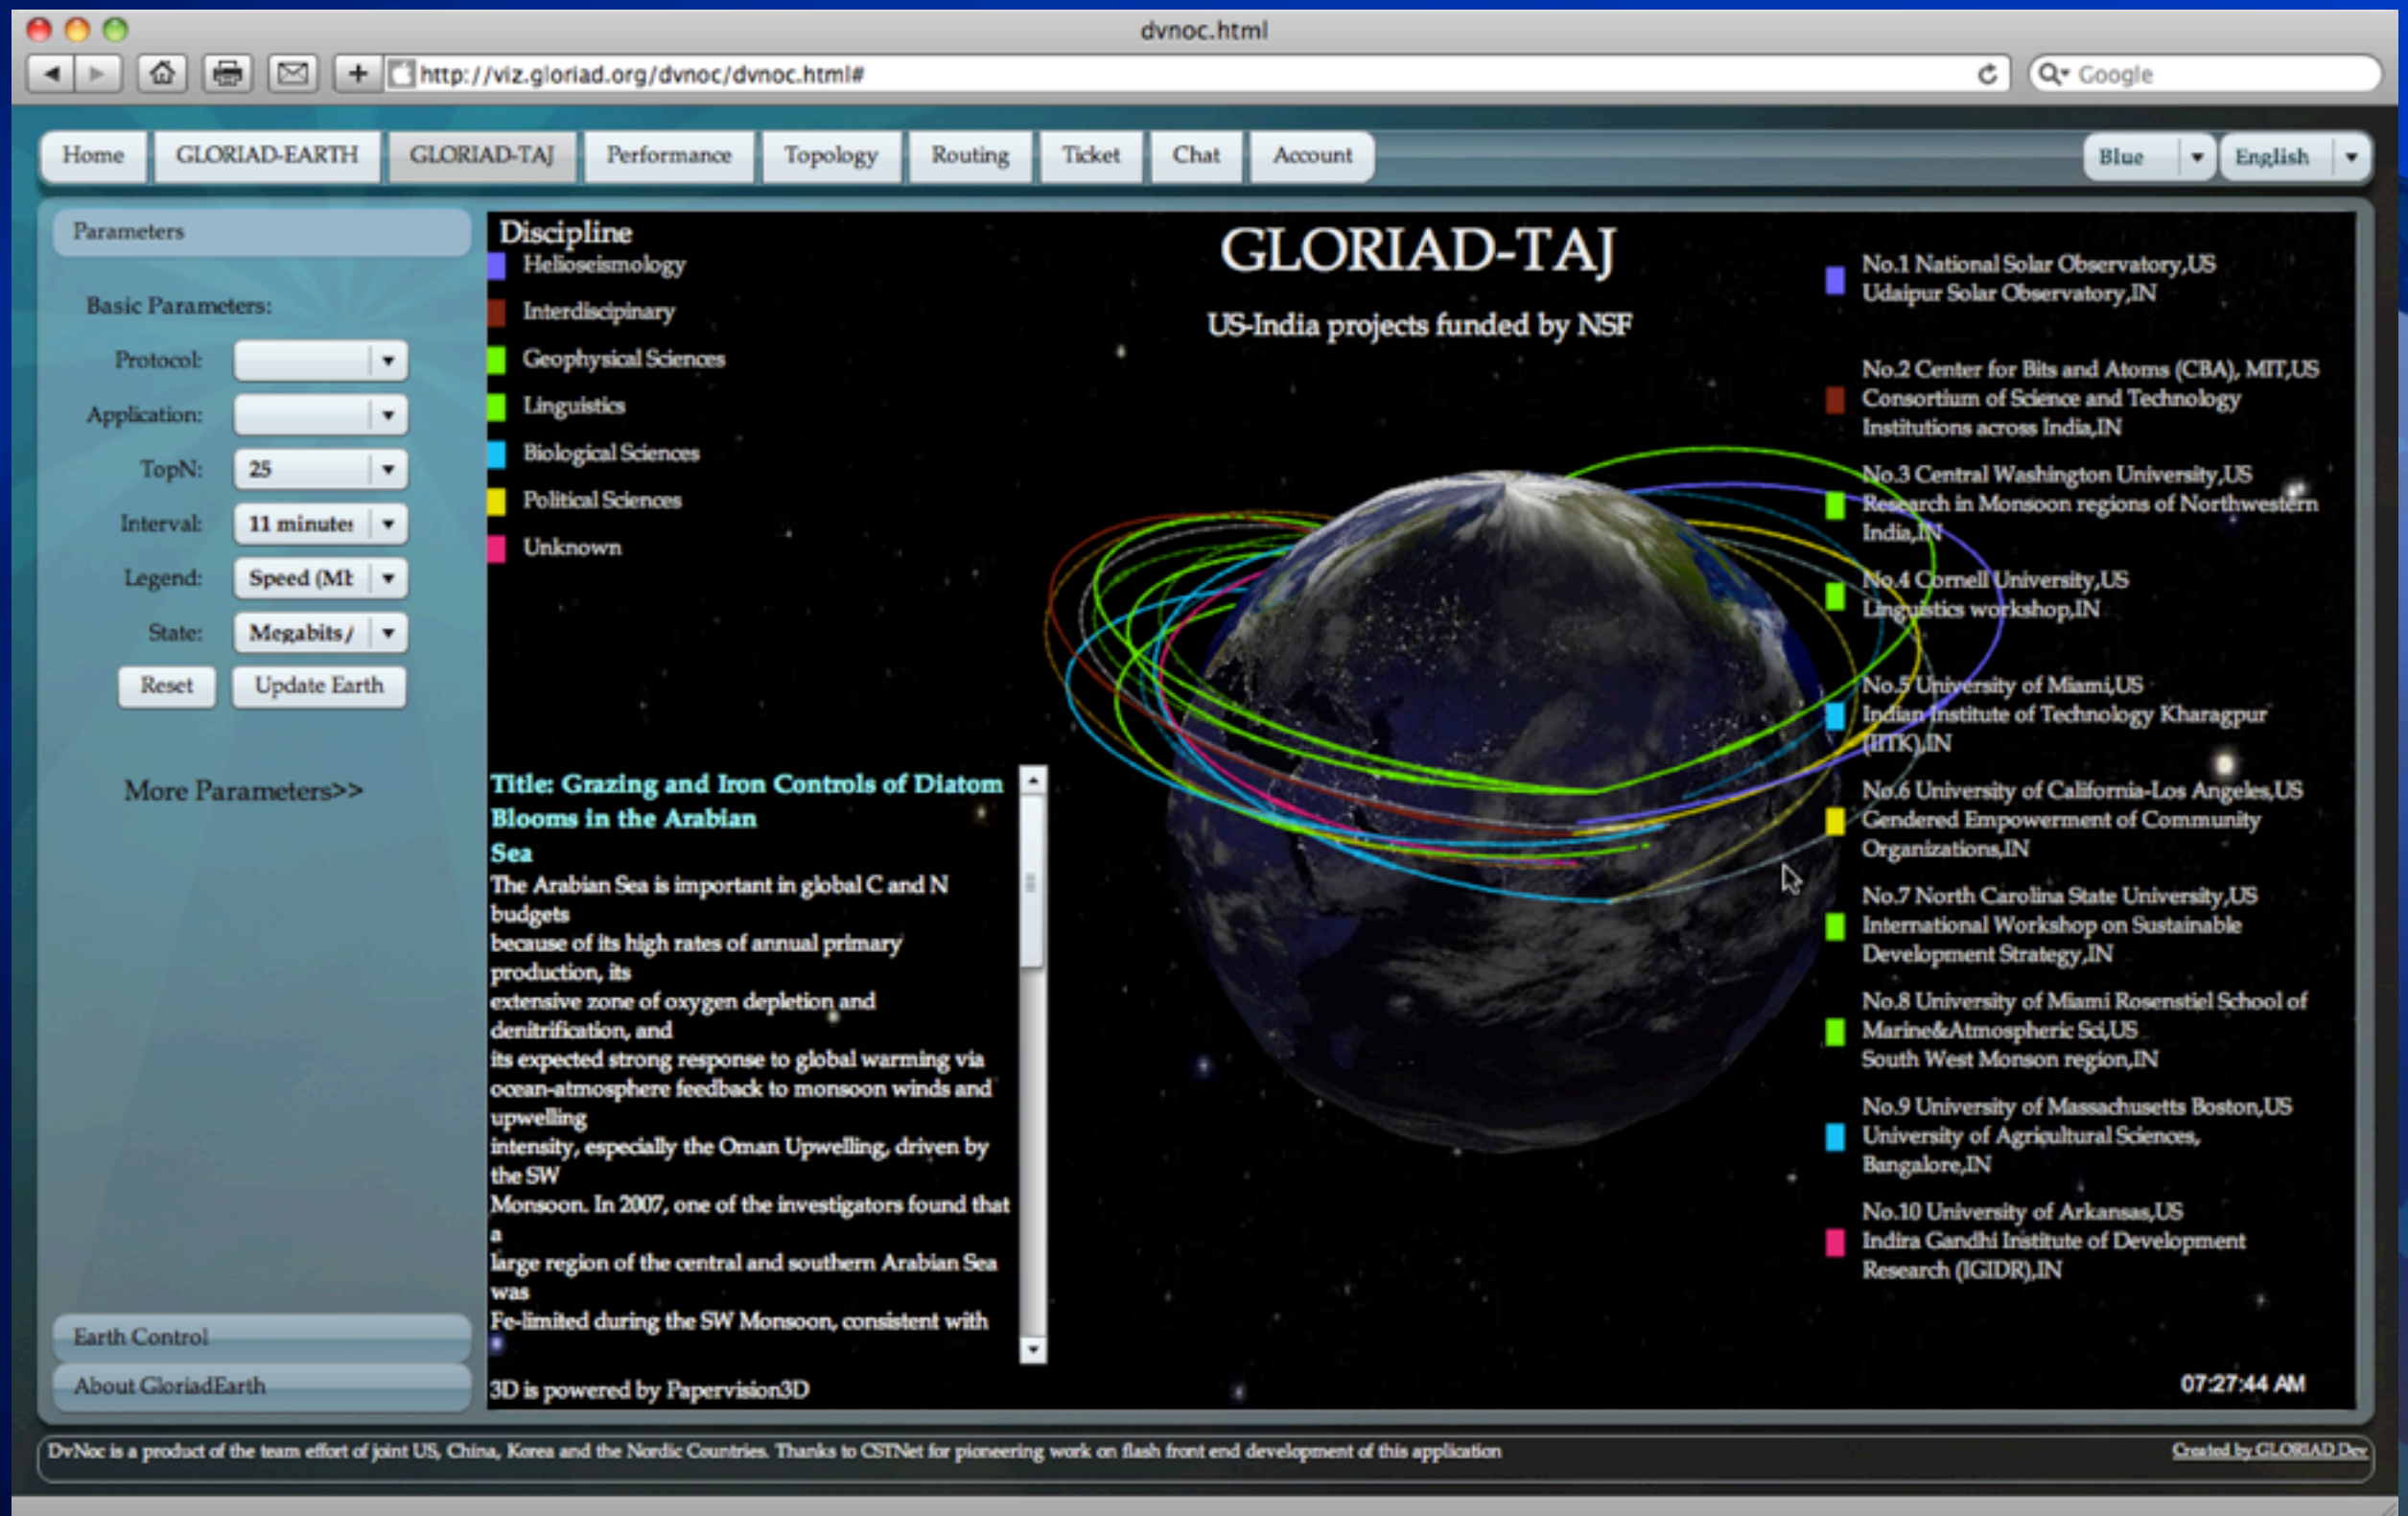 dvnoc.html
http://viz.gloriad.org/dvnoc/dvnoc.html#
Google
Home
GLORIAD-EARTH
GLORIAD-TAJ
Performance
Topology
Routing
Ticket
Chat
Account
Blue
English
Parameters
Basic Parameters:
Protocol:
Application:
TopN:
25
Interval:
11 minutes
Legend:
Speed (Mb
State:
Megabits/
Reset
Update Earth
More Parameters>>
Earth Control
About GloriadEarth
Discipline
Helioseismology
Interdiscipinary
Geophysical Sciences
Linguistics
Biological Sciences
Political Sciences
Unknown
Title: Grazing and Iron Controls of Diatom
Blooms in the Arabian
Sea
The Arabian Sea is important in global C and N
budgets
because of its high rates of annual primary
production, its
extensive zone of oxygen depletion and
denitrification, and
its expected strong response to global warming via
ocean-atmosphere feedback to monsoon winds and
upwelling
intensity, especially the Oman Upwelling, driven by
the SW
Monsoon. In 2007, one of the investigators found that
a
large region of the central and southern Arabian Sea
was
Fe-limited during the SW Monsoon, consistent with
3D is powered by Papervision3D
GLORIAD-TAJ
US-India projects funded by NSF
No.1 National Solar Observatory,US
Udaipur Solar Observatory,IN
No.2 Center for Bits and Atoms (CBA), MIT,US
Consortium of Science and Technology
Institutions across India,IN
No.3 Central Washington University,US
Research in Monsoon regions of Northwestern
India,IN
No.4 Cornell University,US
Linguistics workshop,IN
No.5 University of Miami,US
Indian Institute of Technology Kharagpur
(IITK),IN
No.6 University of California-Los Angeles,US
Gendered Empowerment of Community
Organizations,IN
No.7 North Carolina State University,US
International Workshop on Sustainable
Development Strategy,IN
No.8 University of Miami Rosenstiel School of
Marine&Atmospheric Sci,US
South West Monson region,IN
No.9 University of Massachusetts Boston,US
University of Agricultural Sciences,
Bangalore,IN
No.10 University of Arkansas,US
Indira Gandhi Institute of Development
Research (IGIDR),IN
07:27:44 AM
DvNoc is a product of the team effort of joint US, China, Korea and the Nordic Countries. Thanks to CSTNet for pioneering work on flash front end development of this application
Created by GLORIAD Dev